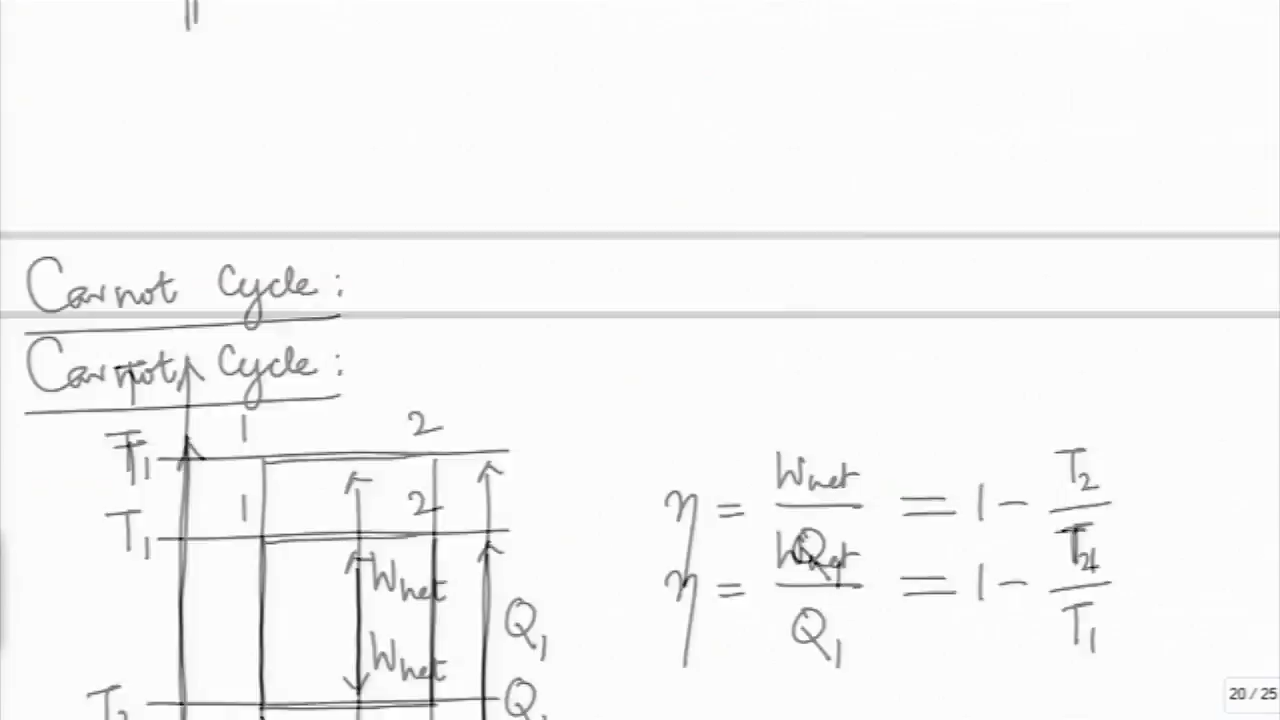 Carnot Cycle:
Carnot Cycle:
T
T₁ 1 2
T₁ 1 2
η = Wnet / Q₁ = 1 - T₂ / T₁
η = Wnet / Q₁ = 1 - T₂ / T₁
Wnet
Q₁
Wnet
T₂ Q₁
20 / 25